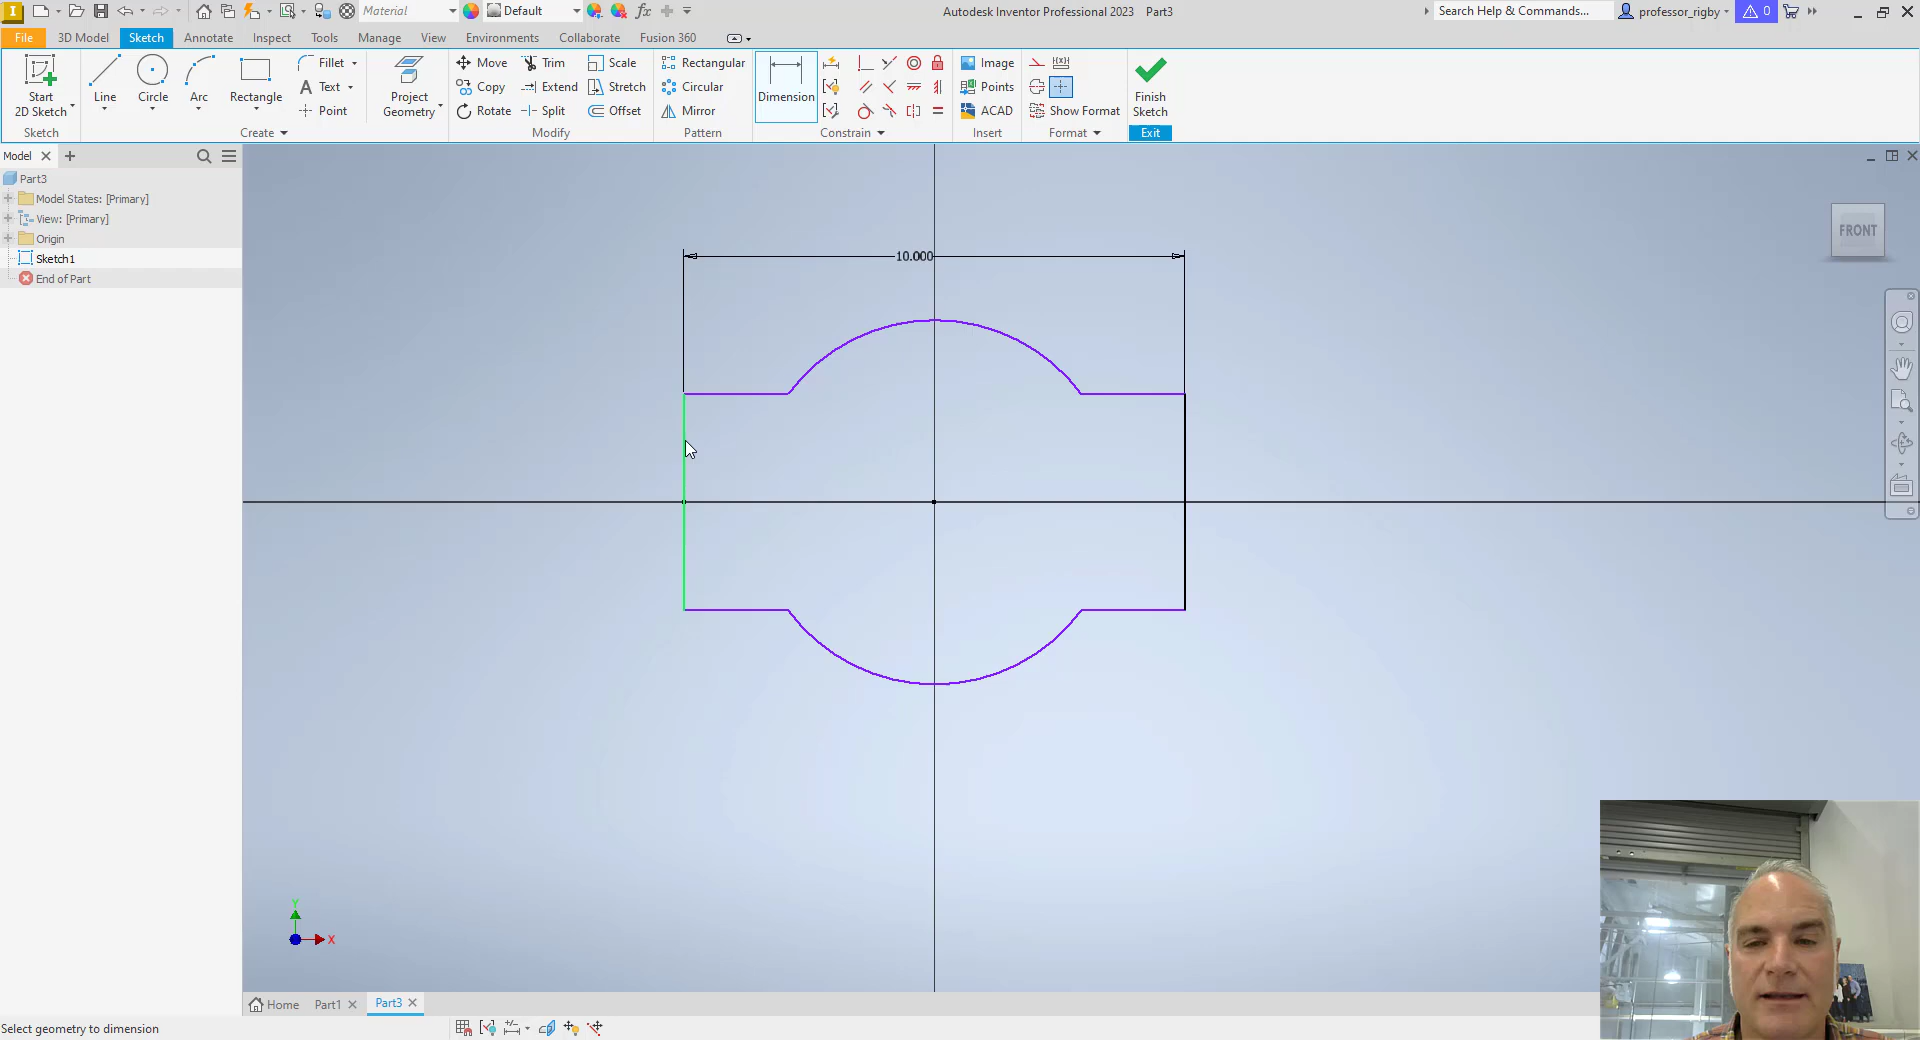 Material Default Autodesk Inventor Professional 2023 Part3 Search Help & Commands... professor_rigby 0
File 3D Model Sketch Annotate Inspect Tools Manage View Environments Collaborate Fusion 360
Start 2D Sketch
Line
Circle
Arc
Rectangle
Fillet
Text
Point
Project Geometry
Move
Copy
Rotate
Trim
Extend
Split
Scale
Stretch
Offset
Rectangular
Circular
Mirror
Dimension
Image
Points
ACAD
Show Format
Finish Sketch
Sketch Create Modify Pattern Constrain Insert Format Exit
Model
Part3
Model States: [Primary]
View: [Primary]
Origin
Sketch1
End of Part
10.000
FRONT
Y
X
Home Part1 Part3
Select geometry to dimension